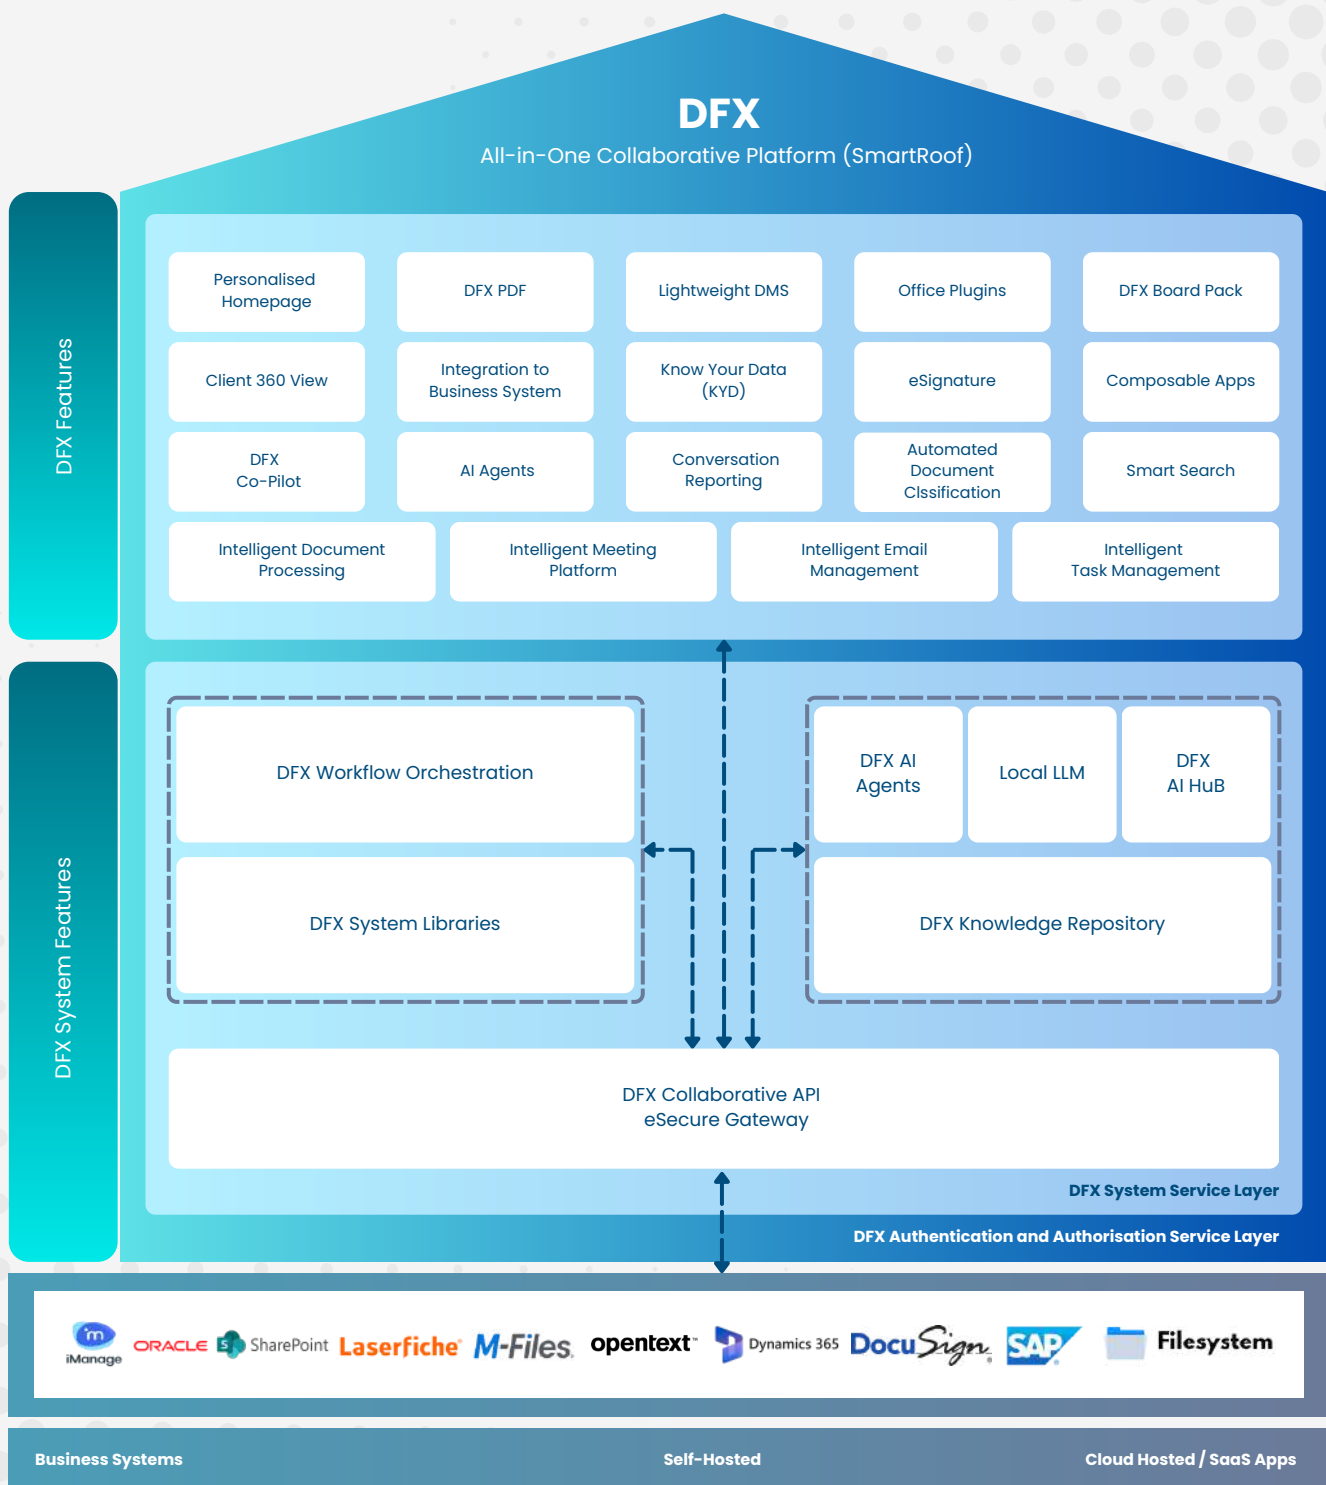 DFX
All-in-One Collaborative Platform (SmartRoof)
DFX Features
Personalised
Homepage
DFX PDF
Lightweight DMS
Office Plugins
DFX Board Pack
Client 360 View
Integration to
Business System
Know Your Data
(KYD)
eSignature
Composable Apps
DFX
Co-Pilot
AI Agents
Conversation
Reporting
Automated
Document
Clssification
Smart Search
Intelligent Document
Processing
Intelligent Meeting
Platform
Intelligent Email
Management
Intelligent
Task Management
DFX System Features
DFX Workflow Orchestration
DFX System Libraries
DFX AI
Agents
Local LLM
DFX
AI HuB
DFX Knowledge Repository
DFX Collaborative API
eSecure Gateway
DFX System Service Layer
DFX Authentication and Authorisation Service Layer
im
iManage
ORACLE
S
SharePoint
Laserfiche®
M-Files®
opentext™
Dynamics 365
DocuSign®
SAP®
Filesystem
Business Systems
Self-Hosted
Cloud Hosted / SaaS Apps